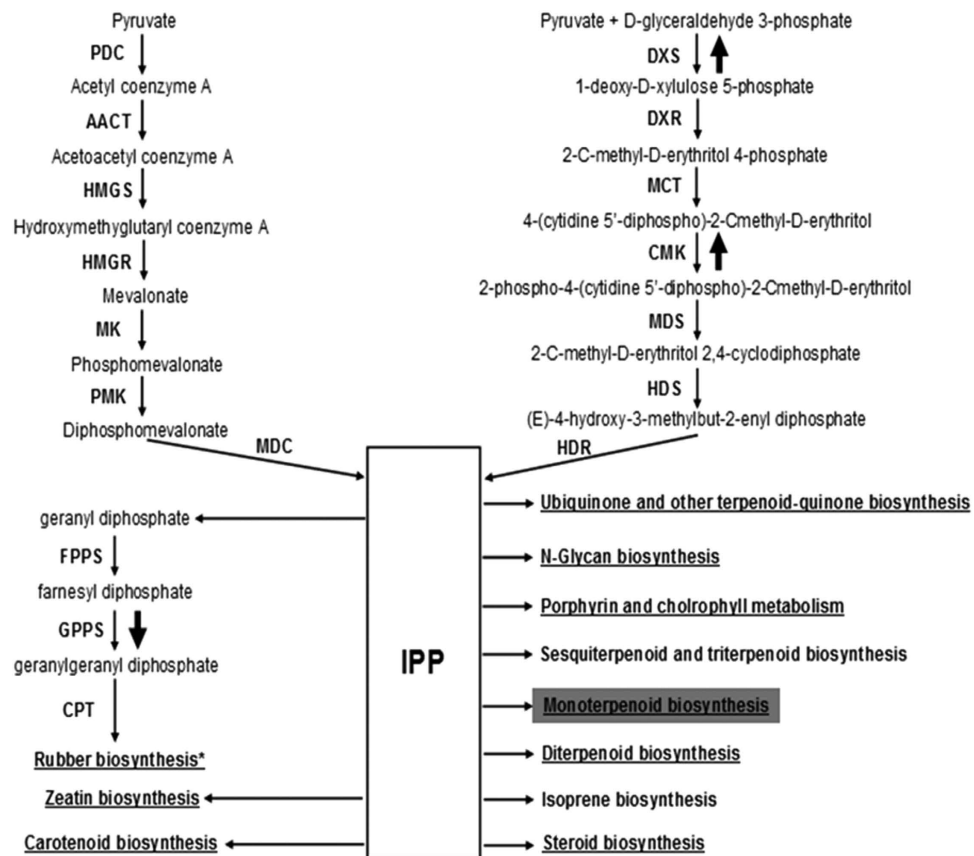 Pyruvate
PDC
Acetyl coenzyme A
AACT
Acetoacetyl coenzyme A
HMGS
Hydroxymethyglutaryl coenzyme A
HMGR
Mevalonate
MK
Phosphomevalonate
PMK
Diphosphomevalonate
MDC
Pyruvate + D-glyceraldehyde 3-phosphate
DXS
1-deoxy-D-xylulose 5-phosphate
DXR
2-C-methyl-D-erythritol 4-phosphate
MCT
4-(cytidine 5'-diphospho)-2-Cmethyl-D-erythritol
CMK
2-phospho-4-(cytidine 5'-diphospho)-2-Cmethyl-D-erythritol
MDS
2-C-methyl-D-erythritol 2,4-cyclodiphosphate
HDS
(E)-4-hydroxy-3-methylbut-2-enyl diphosphate
HDR
geranyl diphosphate
FPPS
farnesyl diphosphate
GPPS
geranylgeranyl diphosphate
CPT
Rubber biosynthesis*
Zeatin biosynthesis
Carotenoid biosynthesis
IPP
Ubiquinone and other terpenoid-quinone biosynthesis
N-Glycan biosynthesis
Porphyrin and cholrophyll metabolism
Sesquiterpenoid and triterpenoid biosynthesis
Monoterpenoid biosynthesis
Diterpenoid biosynthesis
Isoprene biosynthesis
Steroid biosynthesis